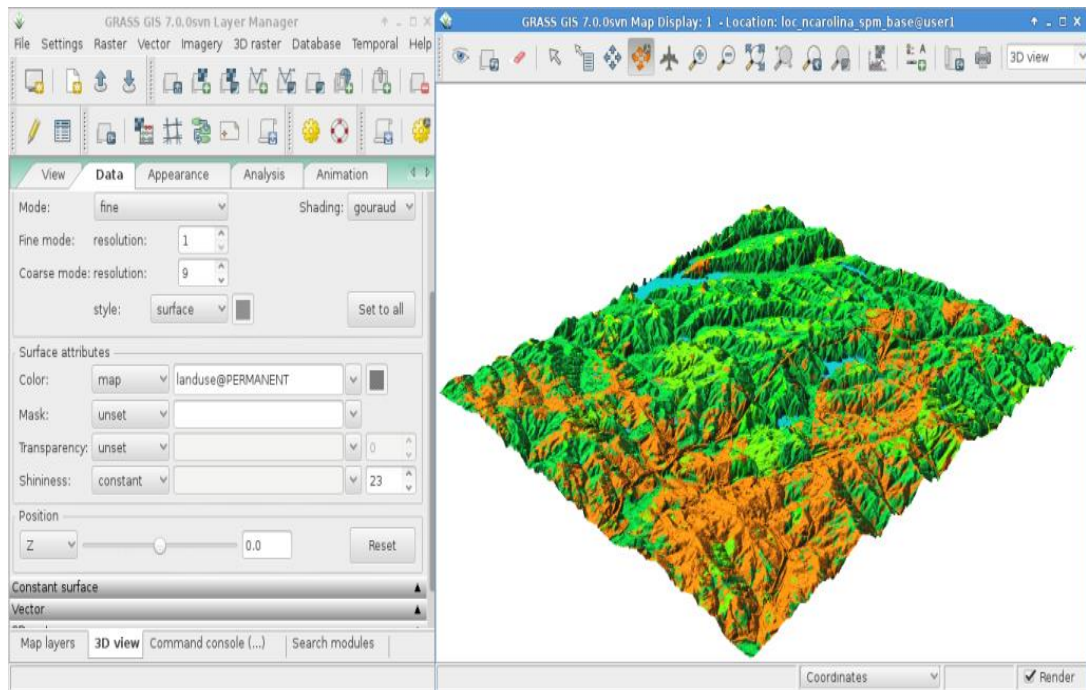 GRASS GIS 7.0.0svn Layer Manager
File Settings Raster Vector Imagery 3D raster Database Temporal Help
View Data Appearance Analysis Animation
Mode: fine Shading: gouraud
Fine mode: resolution: 1
Coarse mode: resolution: 9
style: surface Set to all
Surface attributes
Color: map landuse@PERMANENT
Mask: unset
Transparency: unset 0
Shininess: constant 23
Position
Z 0.0 Reset
Constant surface
Vector
Map layers 3D view Command console (...) Search modules
GRASS GIS 7.0.0svn Map Display: 1 - Location: loc_ncarolina_spm_base@user1
3D view
Coordinates Render